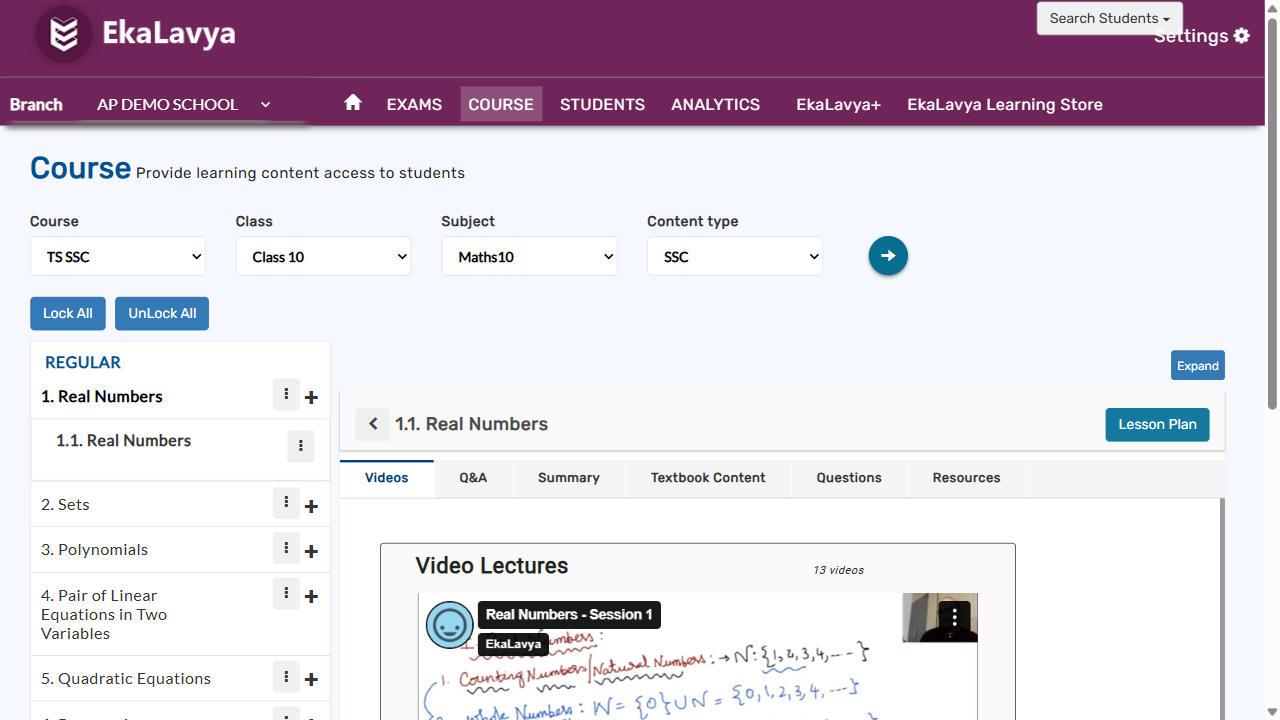 EkaLavya
Search Students
Settings
Branch AP DEMO SCHOOL EXAMS COURSE STUDENTS ANALYTICS EkaLavya+ EkaLavya Learning Store
Course Provide learning content access to students
Course Class Subject Content type
TS SSC Class 10 Maths10 SSC
Lock All UnLock All
REGULAR
1. Real Numbers
1.1. Real Numbers
2. Sets
3. Polynomials
4. Pair of Linear
Equations in Two
Variables
5. Quadratic Equations
Expand
1.1. Real Numbers
Lesson Plan
Videos Q&A Summary Textbook Content Questions Resources
Video Lectures
13 videos
Real Numbers - Session 1
EkaLavya
Numbers:
1. Counting Numbers/Natural Numbers: → N: {1, 2, 3, 4, ---}
Whole Numbers: W = {0} U N = {0, 1, 2, 3, 4, ---}